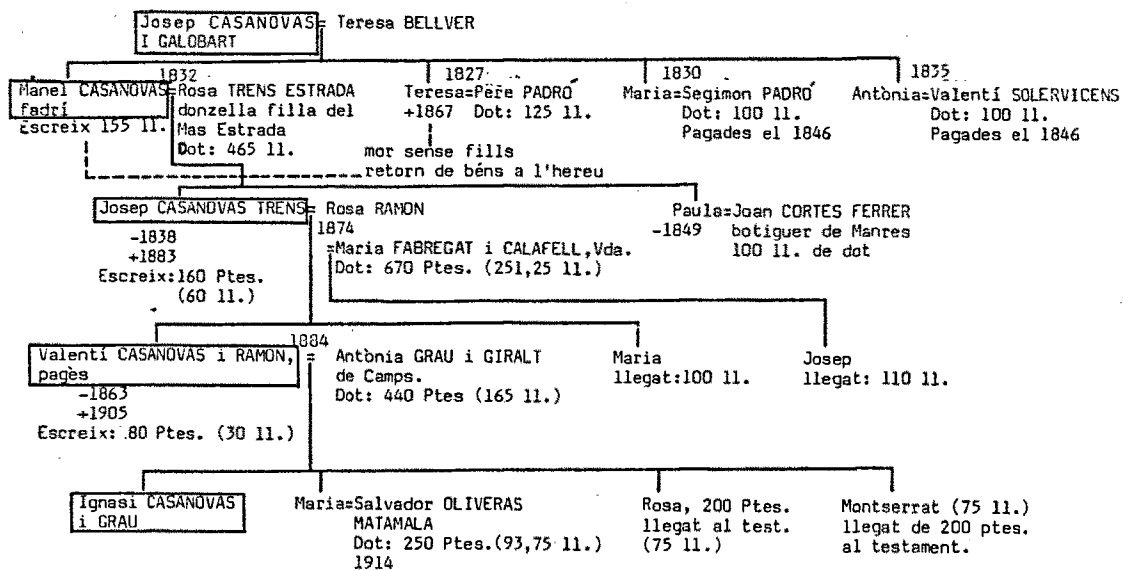 Josep CASANOVAS = Teresa BELLVER
I GALOBART
1832
Manel CASANOVAS=Rosa TRENS ESTRADA
fadrí
donzella filla del
Escreix 155 ll.
Mas Estrada
Dot: 465 ll.
1827
Teresa=Pere PADRÓ
+1867 Dot: 125 ll.
mor sense fills
retorn de béns a l'hereu
1830
Maria=Segimon PADRÓ
Dot: 100 ll.
Pagades el 1846
1835
Antònia=Valentí SOLERVICENS
Dot: 100 ll.
Pagades el 1846
Josep CASANOVAS TRENS= Rosa RAMON
-1838
+1883
Escreix:160 Ptes.
(60 ll.)
1874
=Maria FABREGAT i CALAFELL,Vda.
Dot: 670 Ptes. (251,25 ll.)
Paula=Joan CORTES FERRER
-1849 botiguer de Manres
100 ll. de dot
1884
Valentí CASANOVAS i RAMON, = Antònia GRAU i GIRALT
pagès
de Camps.
Dot: 440 Ptes (165 ll.)
-1863
+1905
Escreix: 80 Ptes. (30 ll.)
Maria
llegat:100 ll.
Josep
llegat: 110 ll.
Ignasi CASANOVAS
i GRAU
Maria=Salvador OLIVERAS
MATAMALA
Dot: 250 Ptes.(93,75 ll.)
1914
Rosa, 200 Ptes.
llegat al test.
(75 ll.)
Montserrat (75 ll.)
llegat de 200 ptes.
al testament.